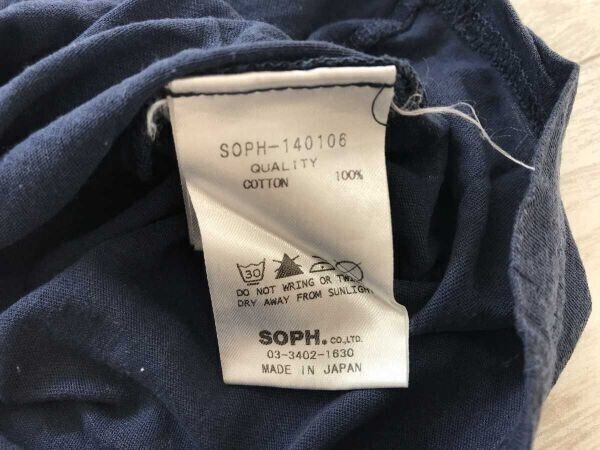 SOPH-140106
QUALITY
COTTON 100%
30
DO NOT WRING OR
DRY AWAY FROM SUNLIGHT
SOPH. CO.,LTD.
03-3402-1630
MADE IN JAPAN